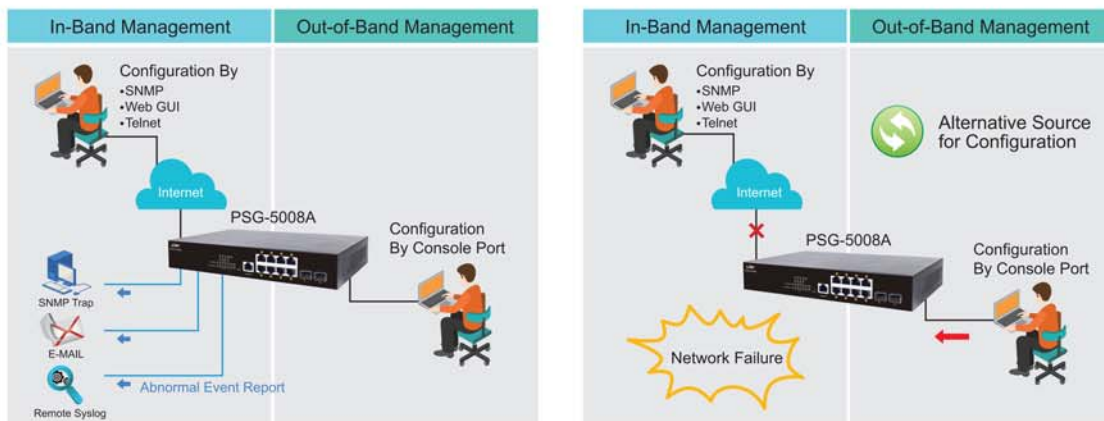 In-Band Management
Out-of-Band Management
Configuration By
•SNMP
•Web GUI
•Telnet
Internet
PSG-5008A
Configuration
By Console Port
SNMP Trap
E-MAIL
Abnormal Event Report
Remote Syslog
In-Band Management
Out-of-Band Management
Configuration By
•SNMP
•Web GUI
•Telnet
Alternative Source
for Configuration
Internet
PSG-5008A
Configuration
By Console Port
Network Failure